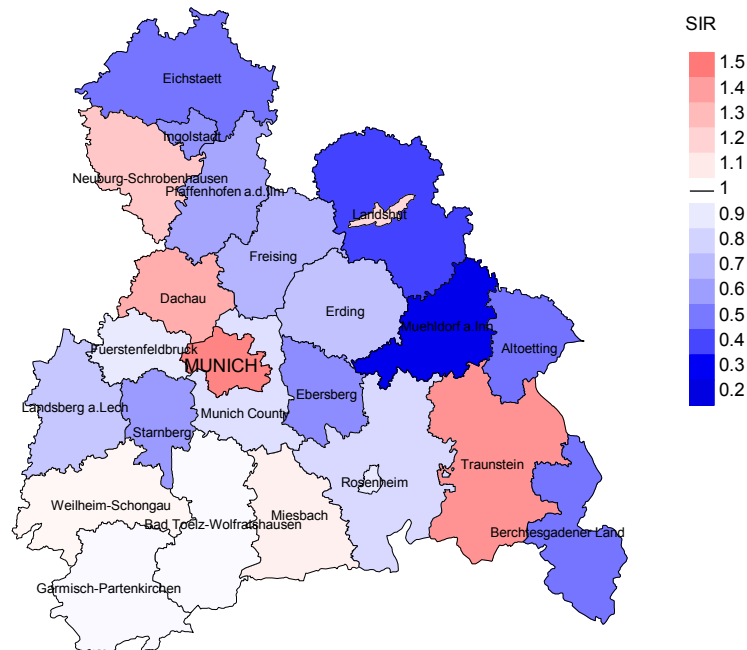 SIR
1.5
1.4
1.3
1.2
1.1
1
0.9
0.8
0.7
0.6
0.5
0.4
0.3
0.2
Eichstaett
Ingolstadt
Neuburg-Schrobenhausen
Pfaffenhofen a.d.Ilm
Landshut
Freising
Dachau
Erding
Muehldorf a.Inn
Altoetting
Fuerstenfeldbruck
MUNICH
Ebersberg
Landsberg a.Lech
Munich County
Starnberg
Traunstein
Rosenheim
Weilheim-Schongau
Miesbach
Bad Toelz-Wolfratshausen
Berchtesgadener Land
Garmisch-Partenkirchen